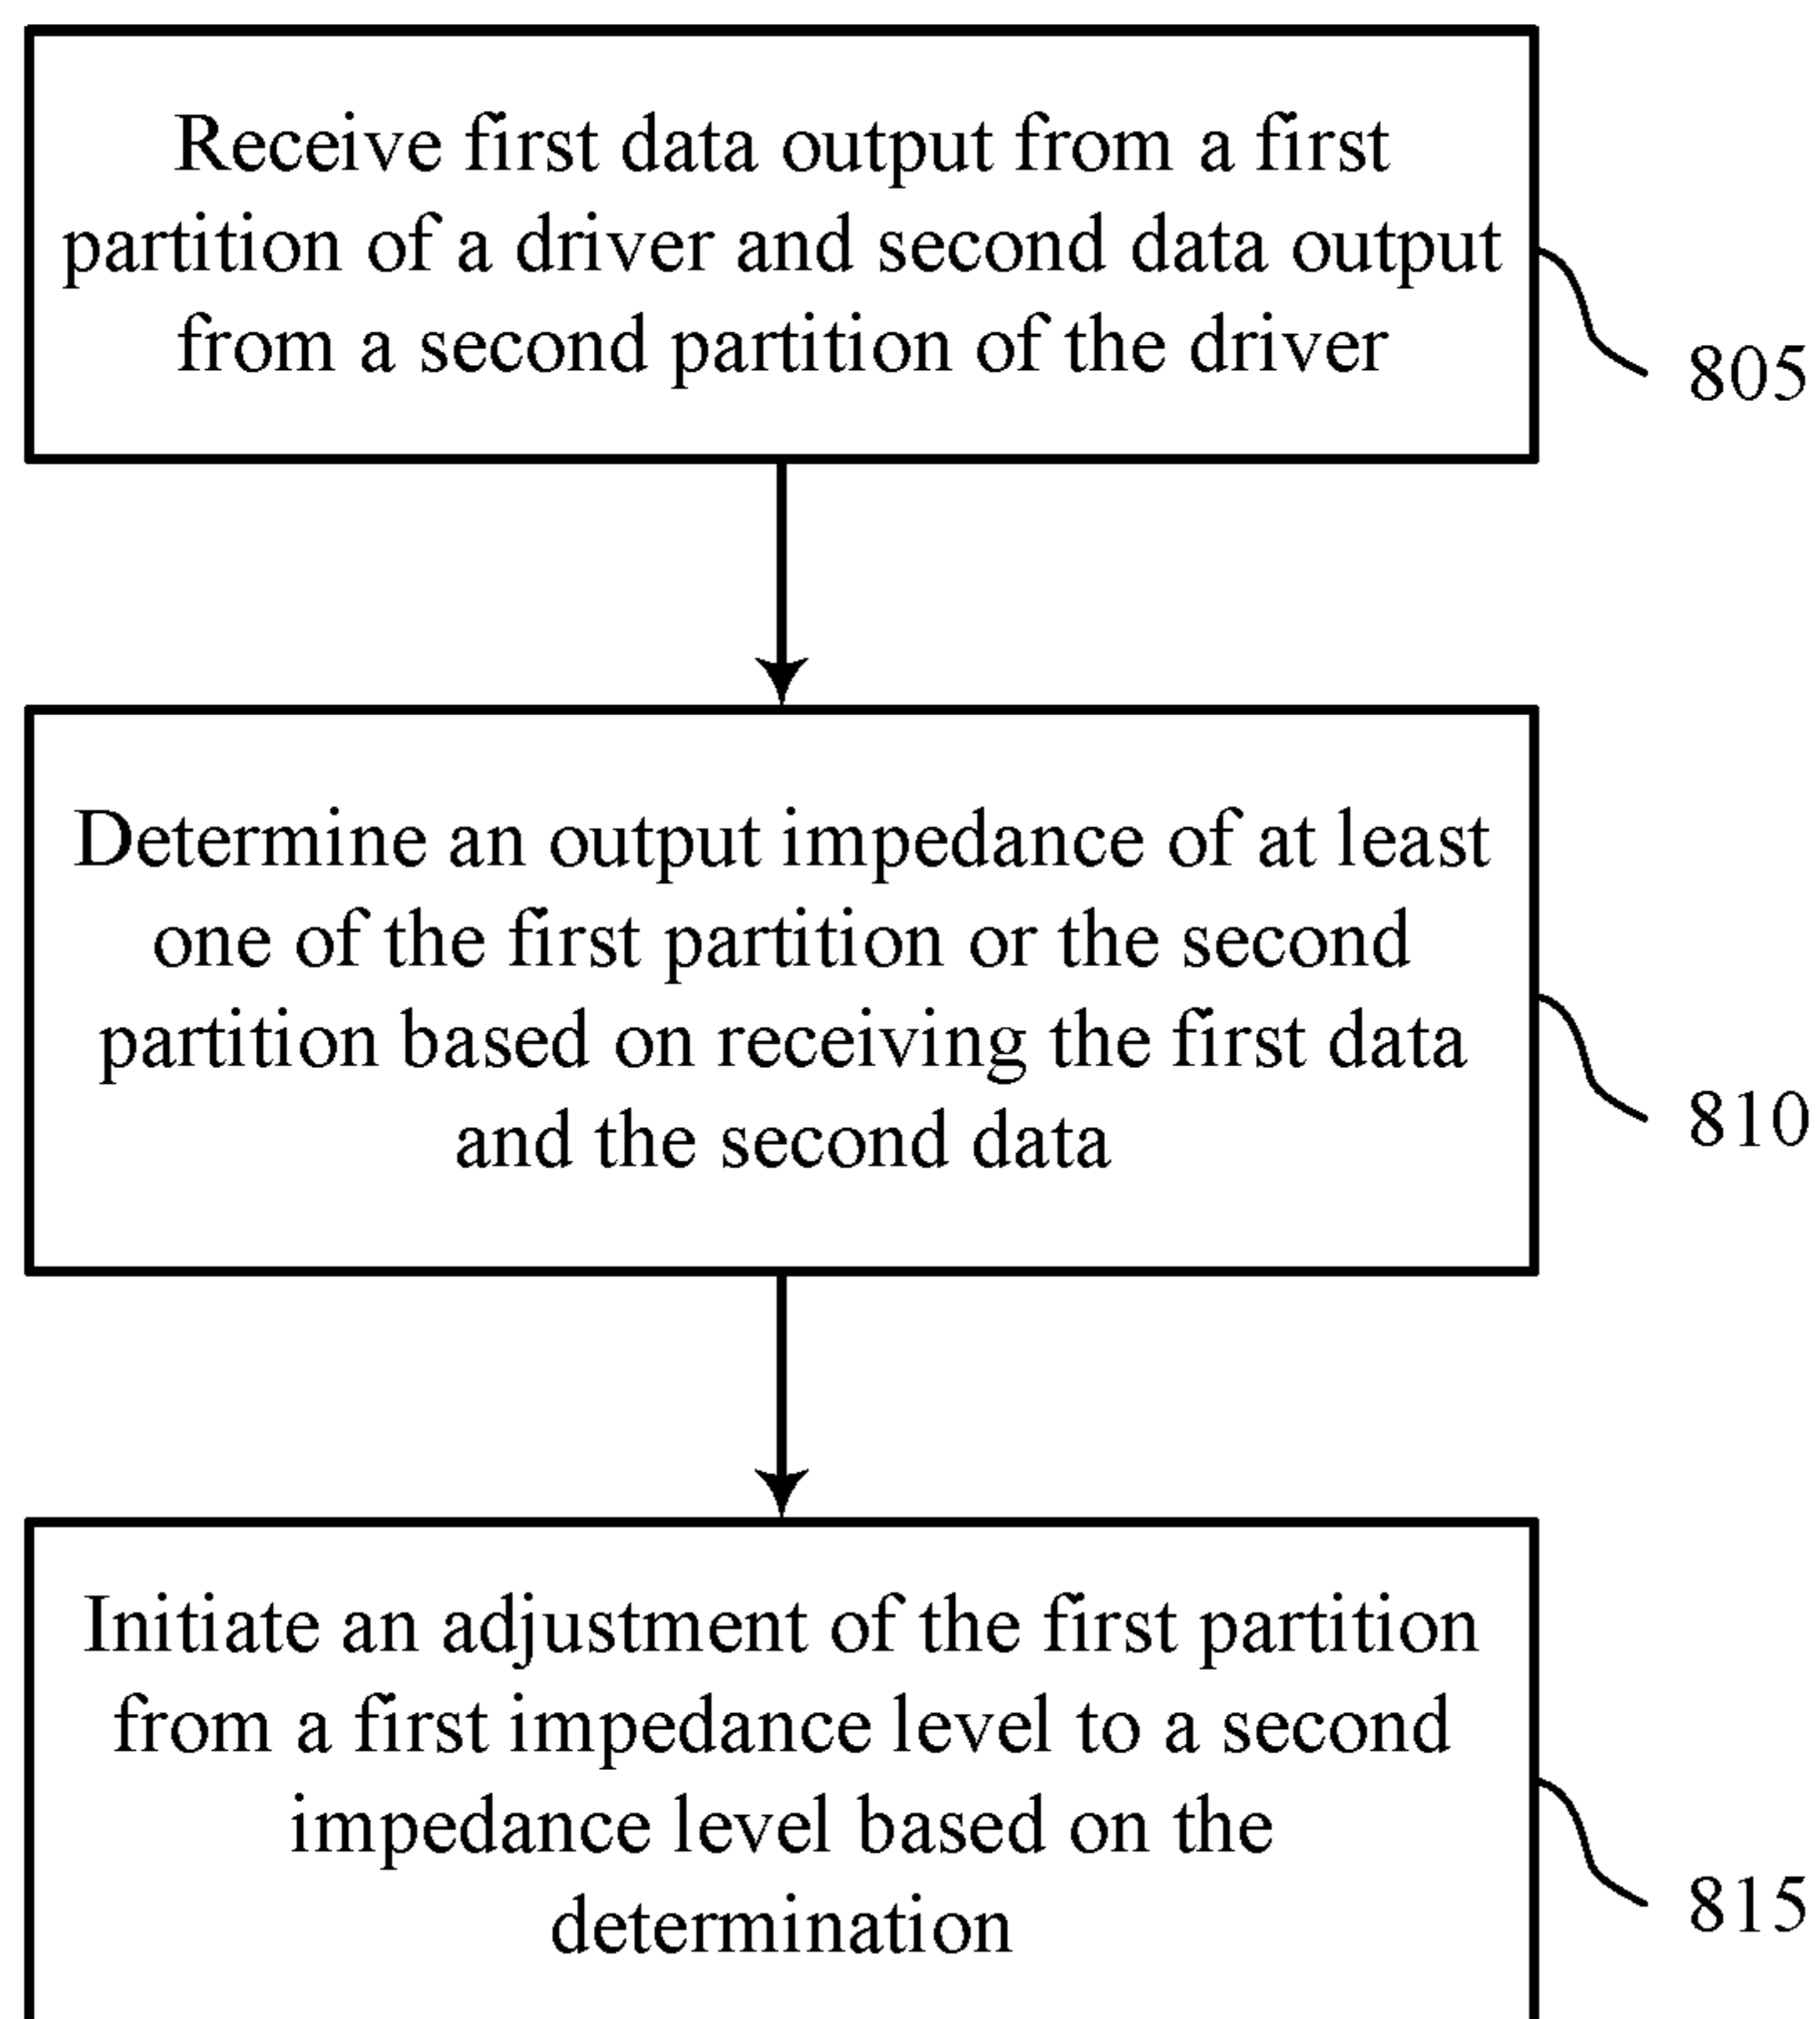 Receive first data output from a first
partition of a driver and second data output
from a second partition of the driver
805
Determine an output impedance of at least
one of the first partition or the second
partition based on receiving the first data
and the second data
810
Initiate an adjustment of the first partition
from a first impedance level to a second
impedance level based on the
determination
815